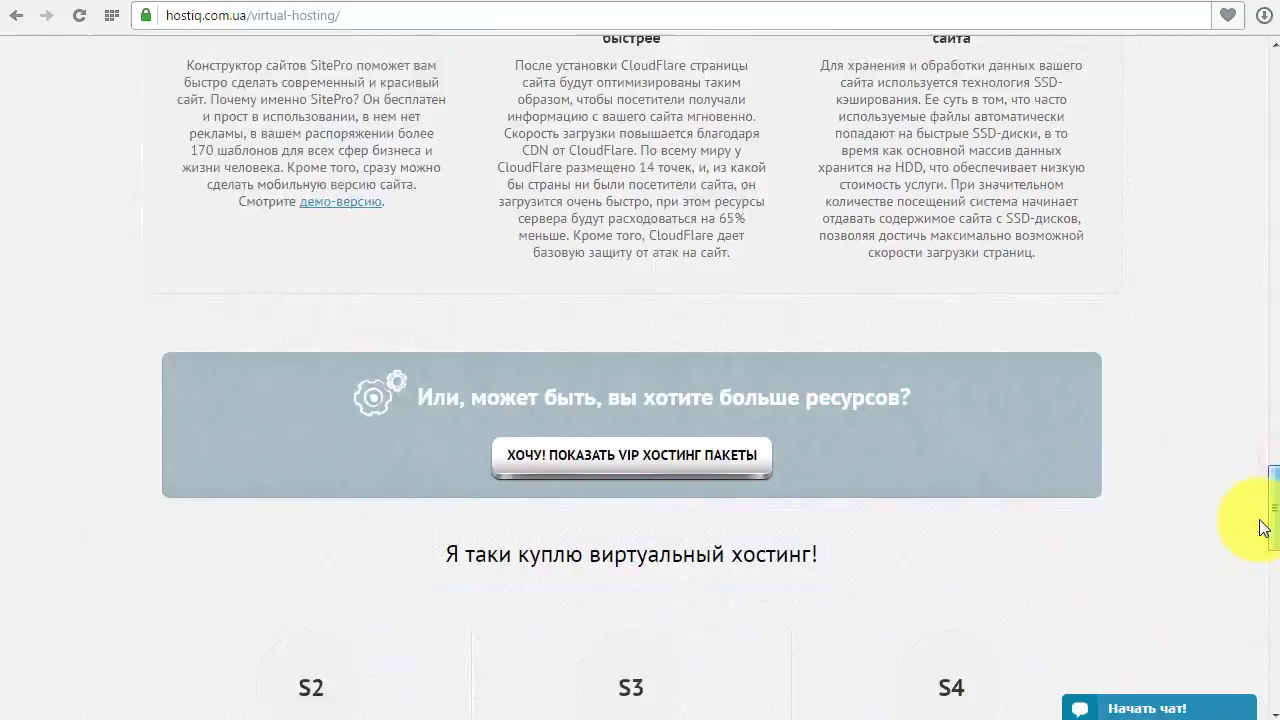 hostiq.com.ua/virtual-hosting/
быстрее
сайта
Конструктор сайтов SitePro поможет вам
быстро сделать современный и красивый
сайт. Почему именно SitePro? Он бесплатен
и прост в использовании, в нем нет
рекламы, в вашем распоряжении более
170 шаблонов для всех сфер бизнеса и
жизни человека. Кроме того, сразу можно
сделать мобильную версию сайта.
Смотрите демо-версию.
После установки CloudFlare страницы
сайта будут оптимизированы таким
образом, чтобы посетители получали
информацию с вашего сайта мгновенно.
Скорость загрузки повышается благодаря
CDN от CloudFlare. По всему миру у
CloudFlare размещено 14 точек, и, из какой
бы страны ни были посетители сайта, он
загрузится очень быстро, при этом ресурсы
сервера будут расходоваться на 65%
меньше. Кроме того, CloudFlare дает
базовую защиту от атак на сайт.
Для хранения и обработки данных вашего
сайта используется технология SSD-
кэширования. Ее суть в том, что часто
используемые файлы автоматически
попадают на быстрые SSD-диски, в то
время как основной массив данных
хранится на HDD, что обеспечивает низкую
стоимость услуги. При значительном
количестве посещений система начинает
отдавать содержимое сайта с SSD-дисков,
позволяя достичь максимально возможной
скорости загрузки страниц.
Или, может быть, вы хотите больше ресурсов?
ХОЧУ! ПОКАЗАТЬ VIP ХОСТИНГ ПАКЕТЫ
Я таки куплю виртуальный хостинг!
S2
S3
S4
Начать чат!